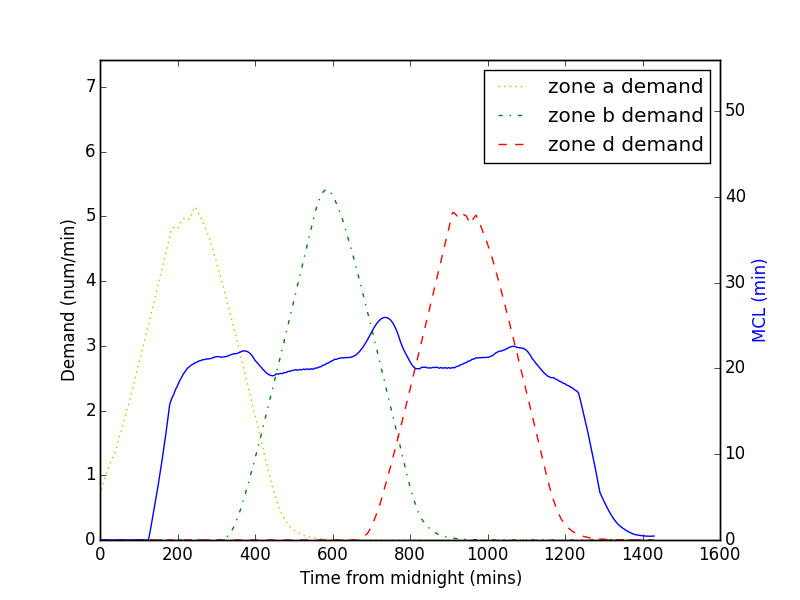 zone a demand
zone b demand
zone d demand
7
6
5
4
3
2
1
0
50
40
30
20
10
0
0 200 400 600 800 1000 1200 1400 1600
Demand (num/min)
MCL (min)
Time from midnight (mins)